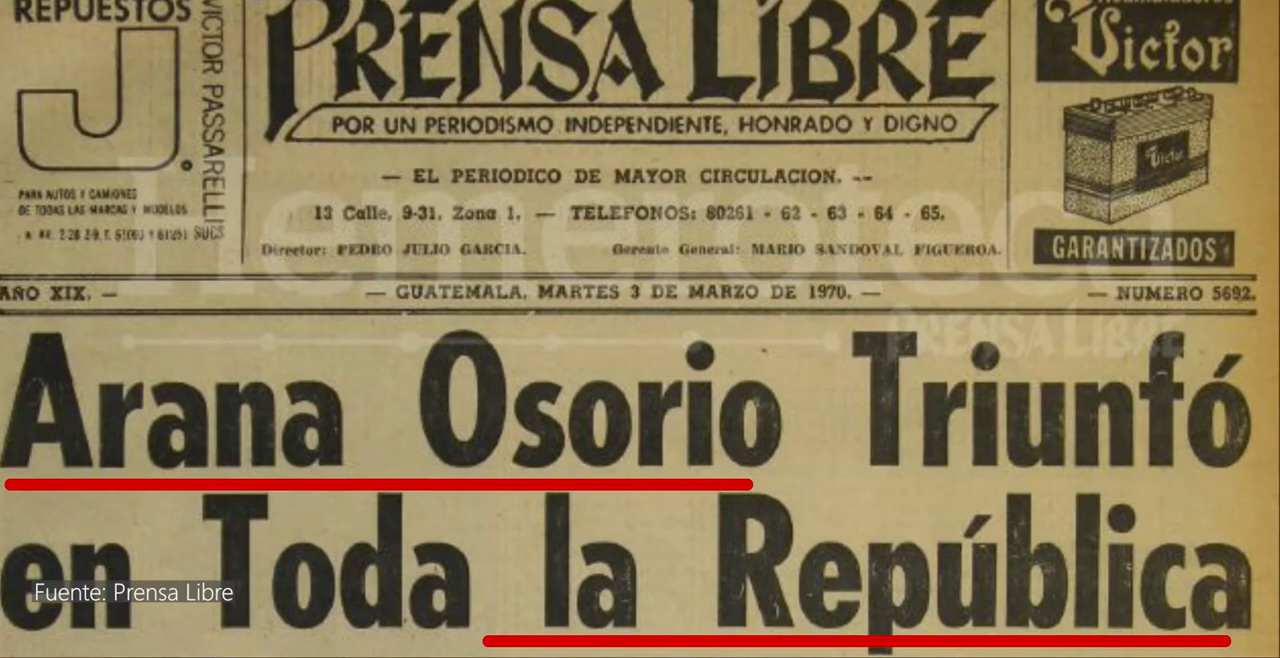 REPUESTOS
J.
VICTOR PASSARELLI
PARA AUTOS Y CAMIONES
DE TODAS LAS MARCAS Y MODELOS
SUCS
PRENSA LIBRE
POR UN PERIODISMO INDEPENDIENTE, HONRADO Y DIGNO
— EL PERIODICO DE MAYOR CIRCULACION. --
13 Calle, 9-31, Zona 1. — TELEFONOS: 80261 - 62 - 63 - 64 - 65.
Director: PEDRO JULIO GARCIA. Gerente General: MARIO SANDOVAL FIGUEROA.
Victor
Victor
GARANTIZADOS
Hemeroteca
PRENSA LIBRE
AÑO XIX. — — GUATEMALA, MARTES 3 DE MARZO DE 1970. — — NUMERO 5692.
Arana Osorio Triunfó
en Toda la República
Fuente: Prensa Libre